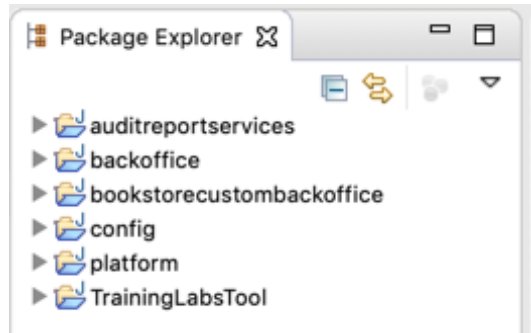 Package Explorer
auditreportservices
backoffice
bookstorecustombackoffice
config
platform
TrainingLabsTool